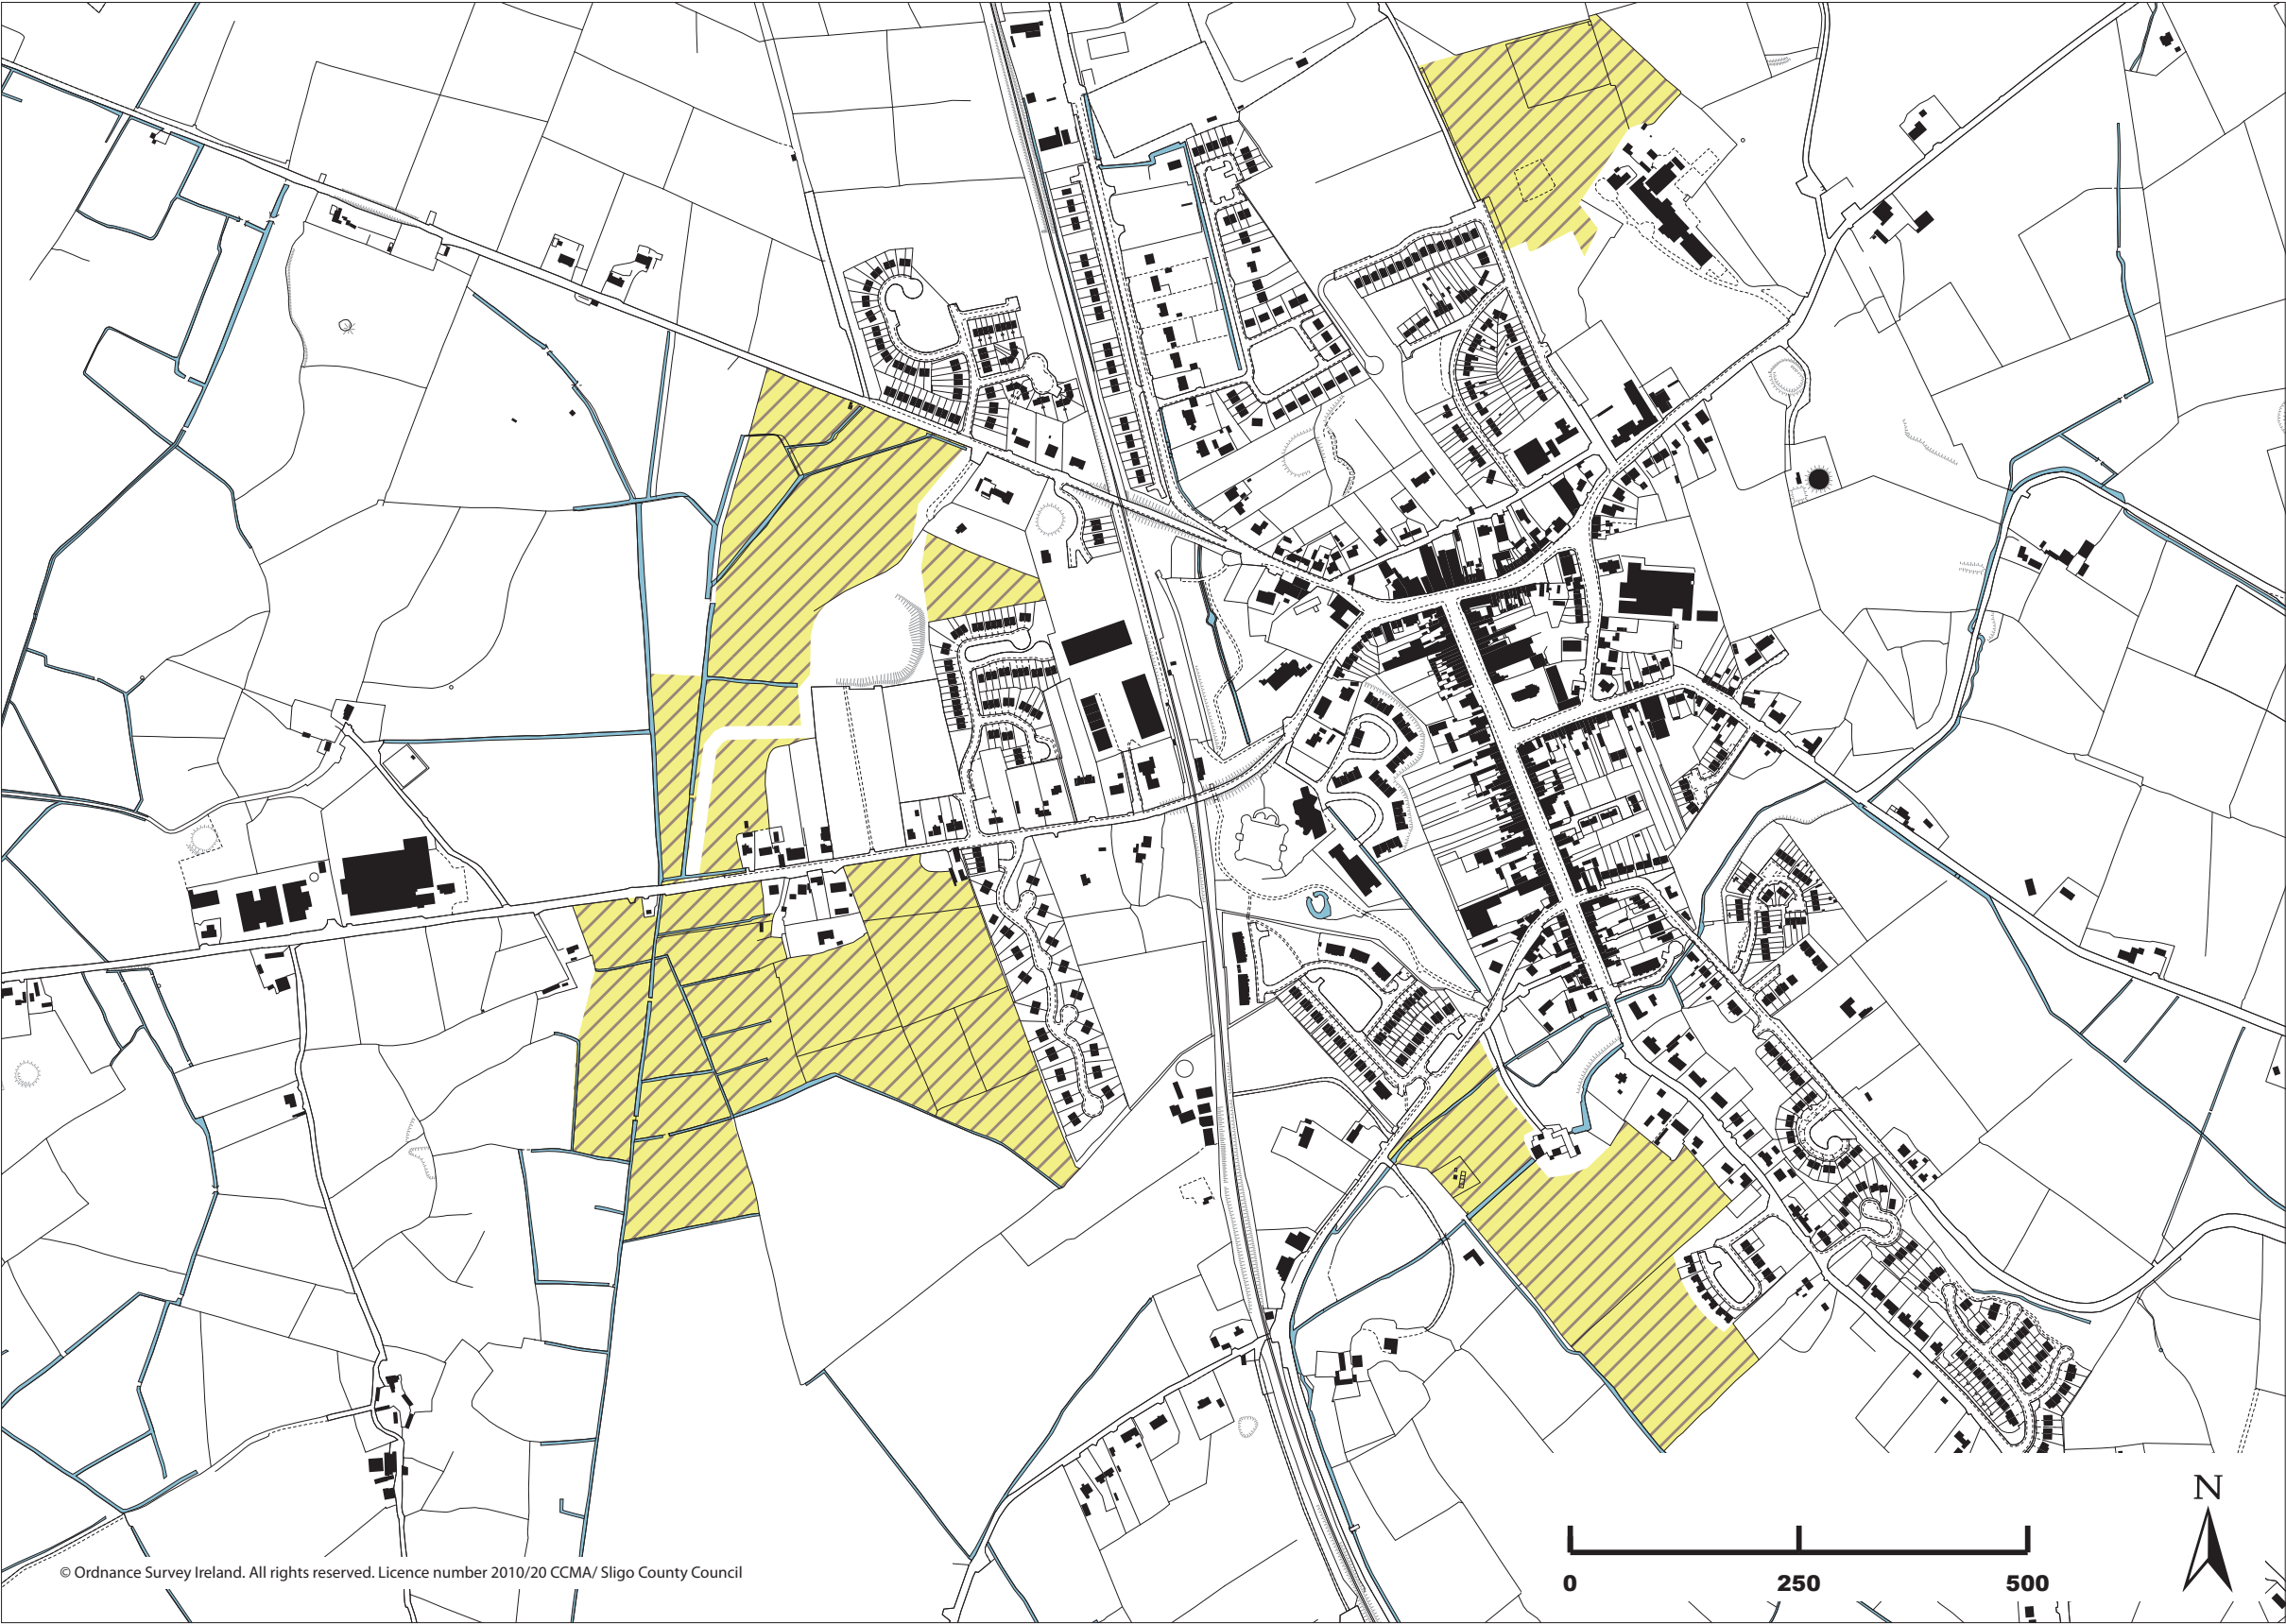 N
0 250 500
© Ordnance Survey Ireland. All rights reserved. Licence number 2010/20 CCMA/ Sligo County Council